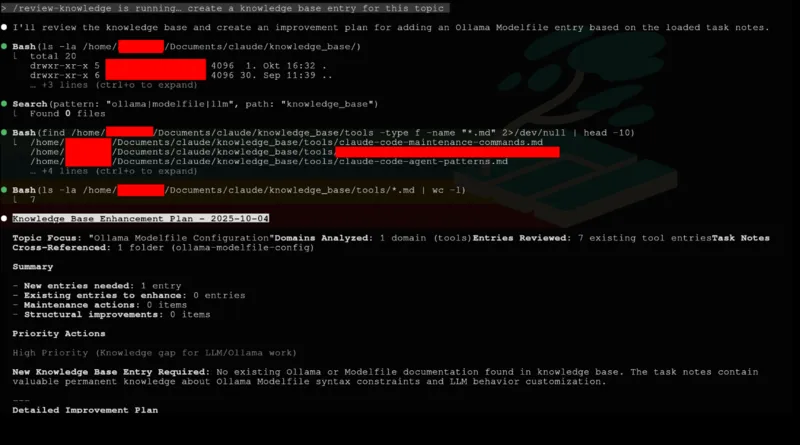 > /review-knowledge is running… create a knowledge base entry for this topic
● I'll review the knowledge base and create an improvement plan for adding an Ollama Modelfile entry based on the loaded task notes.
● Bash(ls -la /home/ /Documents/claude/knowledge_base/)
└ total 20
drwxr-xr-x 5 4096 1. Okt 16:32 .
drwxr-xr-x 6 4096 30. Sep 11:39 ..
… +3 lines (ctrl+o to expand)
● Search(pattern: "ollama|modelfile|llm", path: "knowledge_base")
└ Found 0 files
● Bash(find /home/ /Documents/claude/knowledge_base/tools -type f -name "*.md" 2>/dev/null | head -10)
└ /home/ /Documents/claude/knowledge_base/tools/claude-code-maintenance-commands.md
/home/ /Documents/claude/knowledge_base/tools/
/home/ /Documents/claude/knowledge_base/tools/claude-code-agent-patterns.md
… +4 lines (ctrl+o to expand)
● Bash(ls -la /home/ /Documents/claude/knowledge_base/tools/*.md | wc -l)
└ 7
● Knowledge Base Enhancement Plan - 2025-10-04
Topic Focus: "Ollama Modelfile Configuration"Domains Analyzed: 1 domain (tools)Entries Reviewed: 7 existing tool entriesTask Notes
Cross-Referenced: 1 folder (ollama-modelfile-config)
Summary
- New entries needed: 1 entry
- Existing entries to enhance: 0 entries
- Maintenance actions: 0 items
- Structural improvements: 0 items
Priority Actions
High Priority (Knowledge gap for LLM/Ollama work)
New Knowledge Base Entry Required: No existing Ollama or Modelfile documentation found in knowledge base. The task notes contain
valuable permanent knowledge about Ollama Modelfile syntax constraints and LLM behavior customization.
---
Detailed Improvement Plan